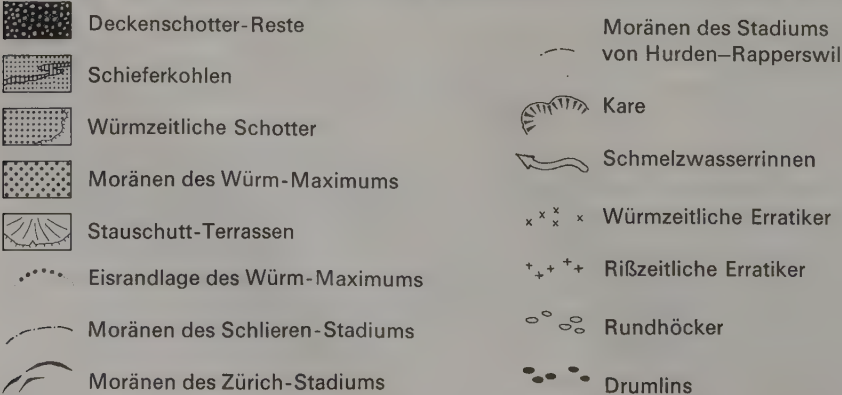 Deckenschotter-Reste
Schieferkohlen
Würmzeitliche Schotter
Moränen des Würm-Maximums
Stauschutt-Terrassen
Eisrandlage des Würm-Maximums
Moränen des Schlieren-Stadiums
Moränen des Zürich-Stadiums
Moränen des Stadiums
von Hurden–Rapperswil
Kare
Schmelzwasserrinnen
Würmzeitliche Erratiker
Rißzeitliche Erratiker
Rundhöcker
Drumlins